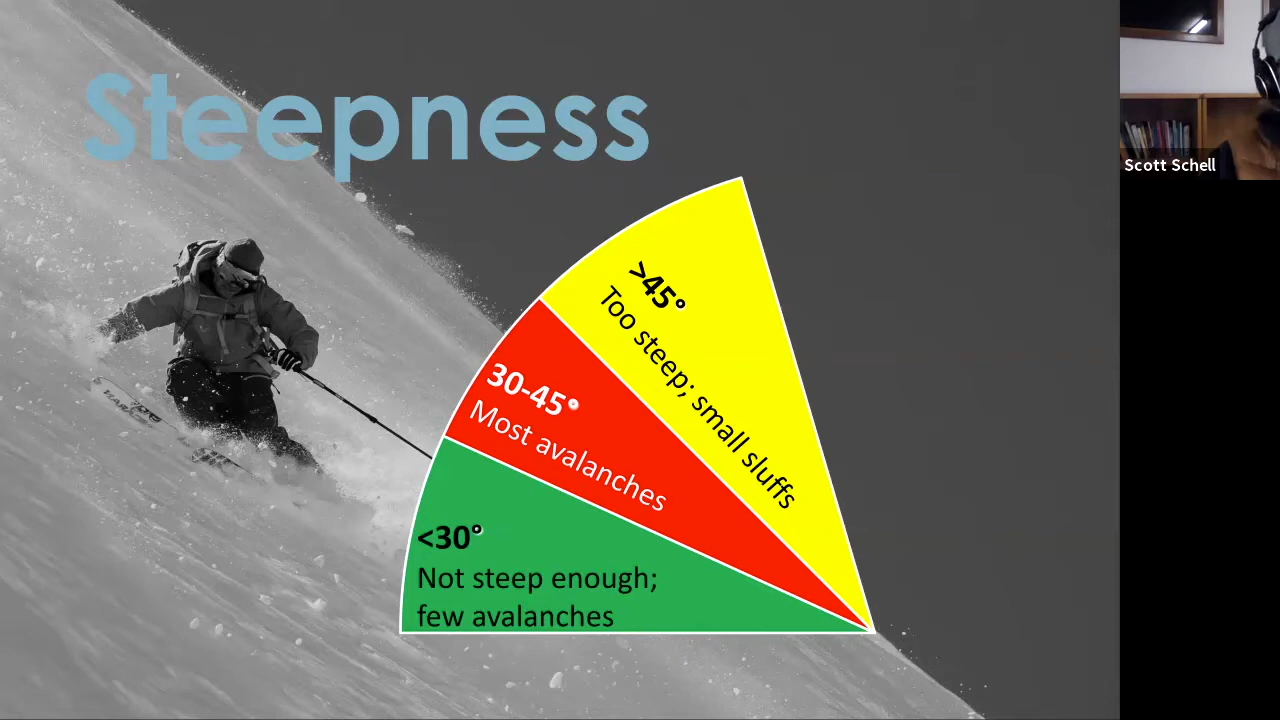 Steepness
>45°
Too steep; small sluffs
30-45°
Most avalanches
<30°
Not steep enough;
few avalanches
Scott Schell